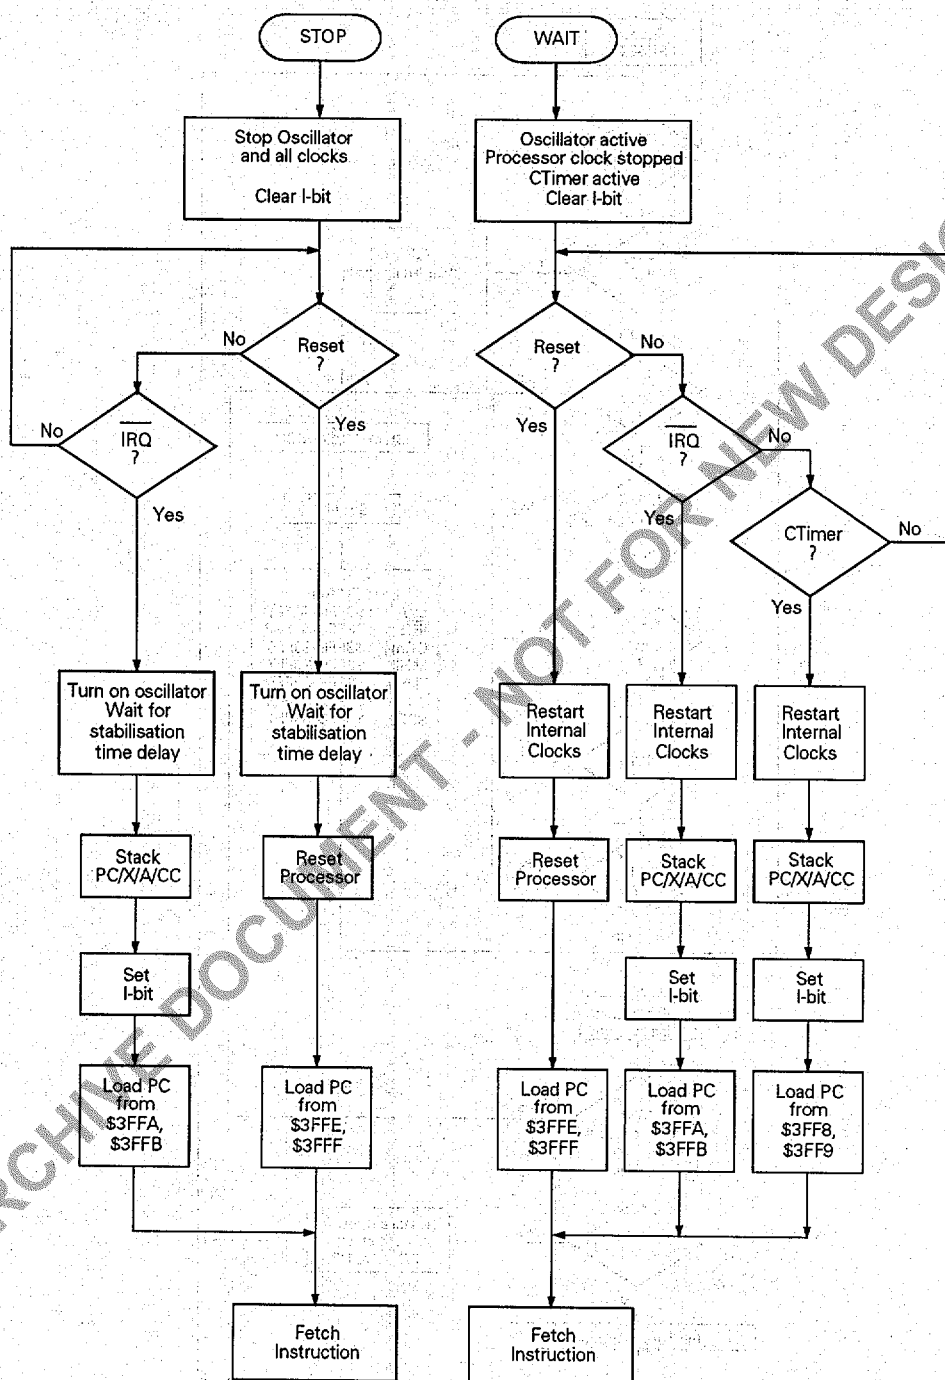 STOP
Stop Oscillator
and all clocks
Clear I-bit
Reset
?
No
Yes
IRQ
?
No
Yes
Turn on oscillator
Wait for
stabilisation
time delay
Turn on oscillator
Wait for
stabilisation
time delay
Stack
PC/X/A/CC
Reset
Processor
Set
I-bit
Load PC
from
$3FFA,
$3FFB
Load PC
from
$3FFE,
$3FFF
Fetch
Instruction
WAIT
Oscillator active
Processor clock stopped
CTimer active
Clear I-bit
Reset
?
No
Yes
IRQ
?
No
Yes
CTimer
?
No
Yes
Restart
Internal
Clocks
Restart
Internal
Clocks
Restart
Internal
Clocks
Reset
Processor
Stack
PC/X/A/CC
Stack
PC/X/A/CC
Set
I-bit
Set
I-bit
Load PC
from
$3FFE,
$3FFF
Load PC
from
$3FFA,
$3FFB
Load PC
from
$3FF8,
$3FF9
Fetch
Instruction
RCHIVE DOCUMENT - NOT FOR NEW DESIG